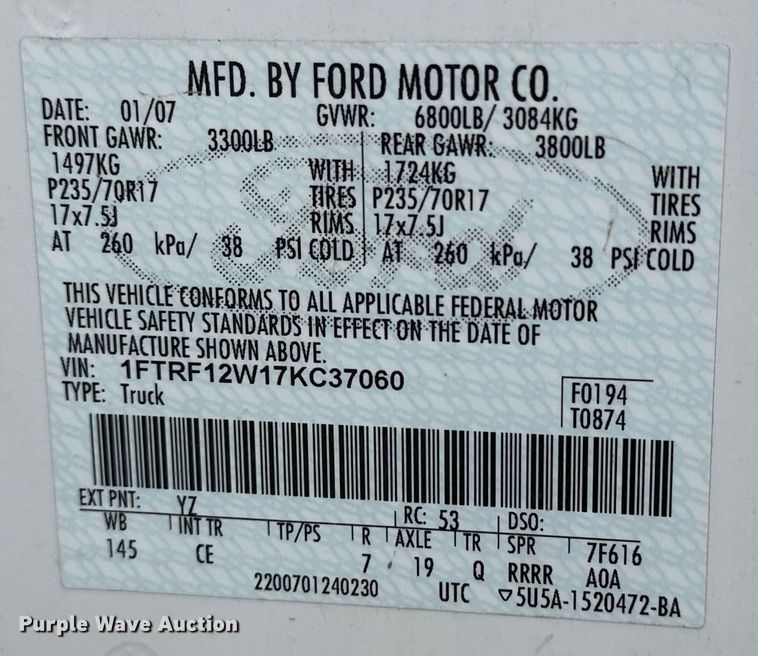 MFD. BY FORD MOTOR CO.
DATE: 01/07 GVWR: 6800LB/ 3084KG
FRONT GAWR: 3300LB REAR GAWR: 3800LB
1497KG WITH 1724KG WITH
P235/70R17 TIRES P235/70R17 TIRES
17x7.5J RIMS 17x7.5J RIMS
AT 260 kPa/ 38 PSI COLD AT 260 kPa/ 38 PSI COLD
Ford
THIS VEHICLE CONFORMS TO ALL APPLICABLE FEDERAL MOTOR
VEHICLE SAFETY STANDARDS IN EFFECT ON THE DATE OF
MANUFACTURE SHOWN ABOVE.
VIN: 1FTRF12W17KC37060
TYPE: Truck
F0194
T0874
EXT PNT: YZ RC: 53 DSO:
WB INT TR TP/PS R AXLE TR SPR 7F616
145 CE 7 19 Q RRRR A0A
2200701240230 UTC ▽5U5A-1520472-BA
Purple Wave Auction